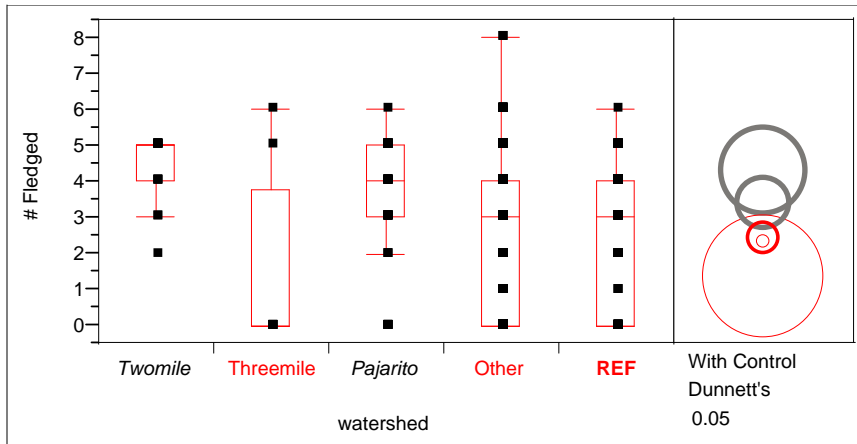 # Fledged
8
7
6
5
4
3
2
1
0
Twomile Threemile Pajarito Other REF
watershed
With Control
Dunnett's
0.05